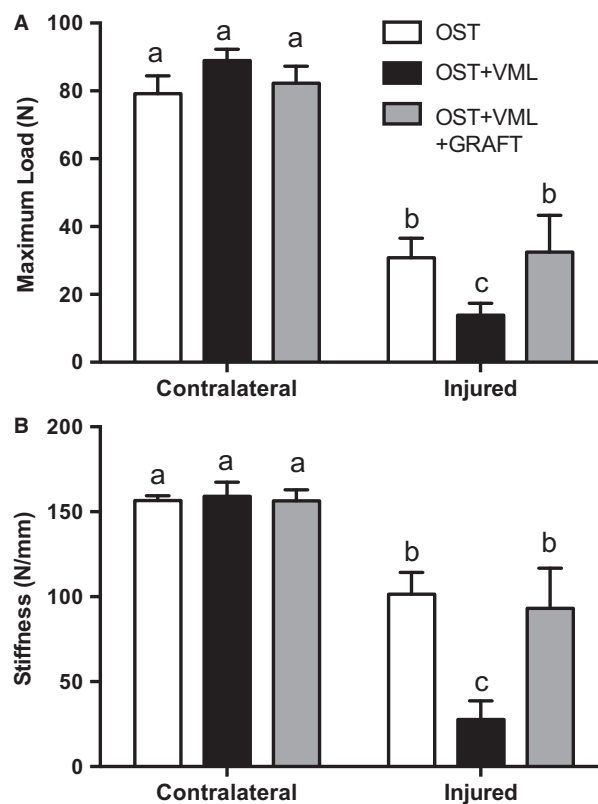 A
Maximum Load (N)
100
80
60
40
20
0
a
a
a
b
c
b
OST
OST+VML
OST+VML
+GRAFT
Contralateral
Injured
B
Stiffness (N/mm)
200
150
100
50
0
a
a
a
b
c
b
Contralateral
Injured